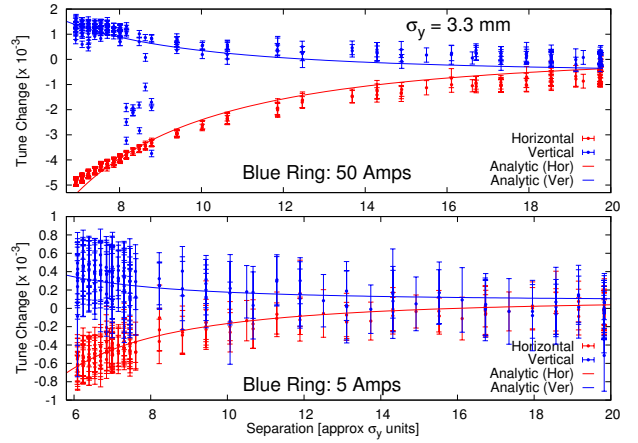 2
1
0
-1
-2
-3
-4
-5
Tune Change [x 10⁻³]
σy = 3.3 mm
Horizontal
Vertical
Analytic (Hor)
Analytic (Ver)
Blue Ring: 50 Amps
8 10 12 14 16 18 20
1
0.8
0.6
0.4
0.2
0
-0.2
-0.4
-0.6
-0.8
-1
Tune Change [x 10⁻³]
Horizontal
Vertical
Analytic (Hor)
Analytic (Ver)
Blue Ring: 5 Amps
6 8 10 12 14 16 18 20
Separation [approx σy units]